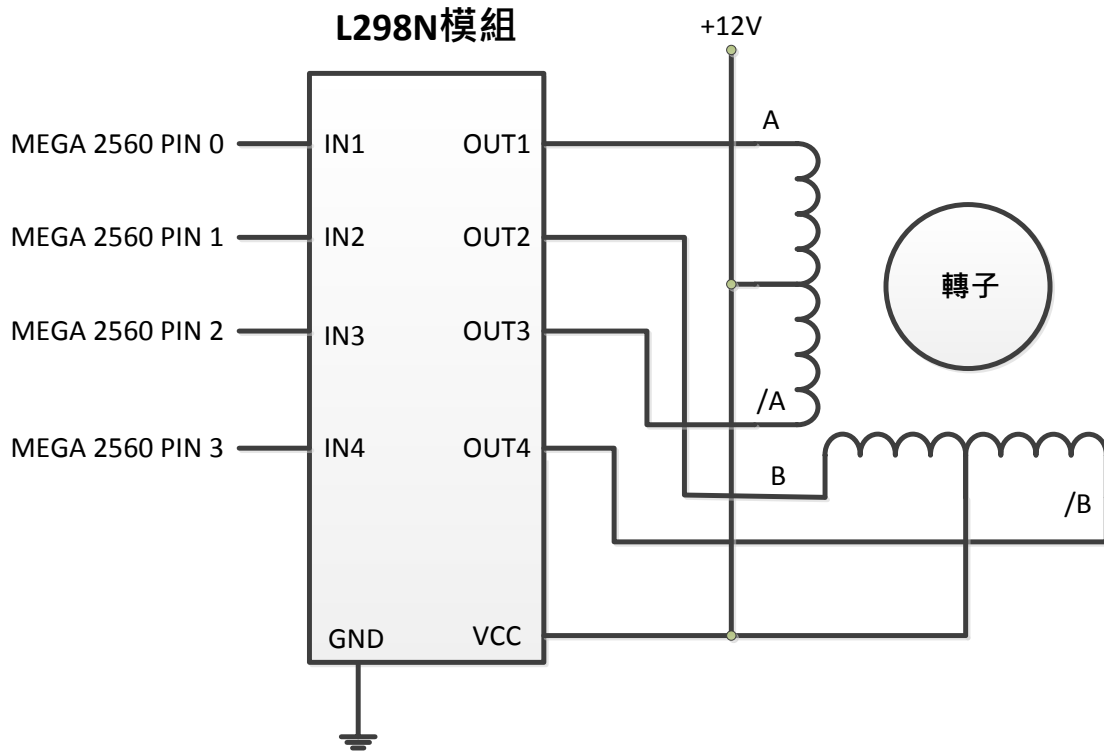 L298N模組
+12V
A
MEGA 2560 PIN 0
IN1
OUT1
MEGA 2560 PIN 1
IN2
OUT2
轉子
MEGA 2560 PIN 2
IN3
OUT3
/A
MEGA 2560 PIN 3
IN4
OUT4
B
/B
GND
VCC